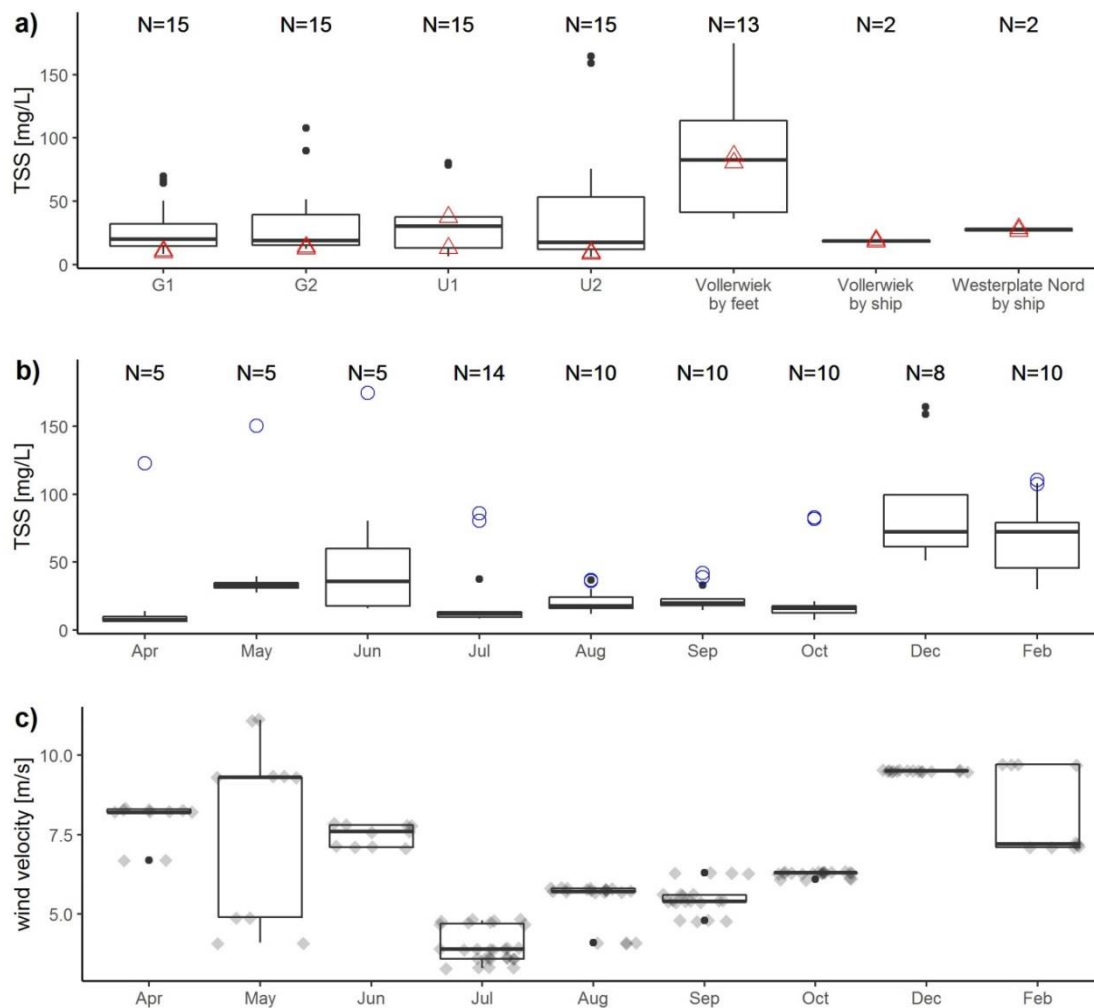 a)
N=15 N=15 N=15 N=15 N=13 N=2 N=2
TSS [mg/L]
150
100
50
0
G1 G2 U1 U2 Vollerwiek Vollerwiek Westerplate Nord
by feet by ship by ship
b)
N=5 N=5 N=5 N=14 N=10 N=10 N=10 N=8 N=10
TSS [mg/L]
150
100
50
0
Apr May Jun Jul Aug Sep Oct Dec Feb
c)
wind velocity [m/s]
10.0
7.5
5.0
Apr May Jun Jul Aug Sep Oct Dec Feb